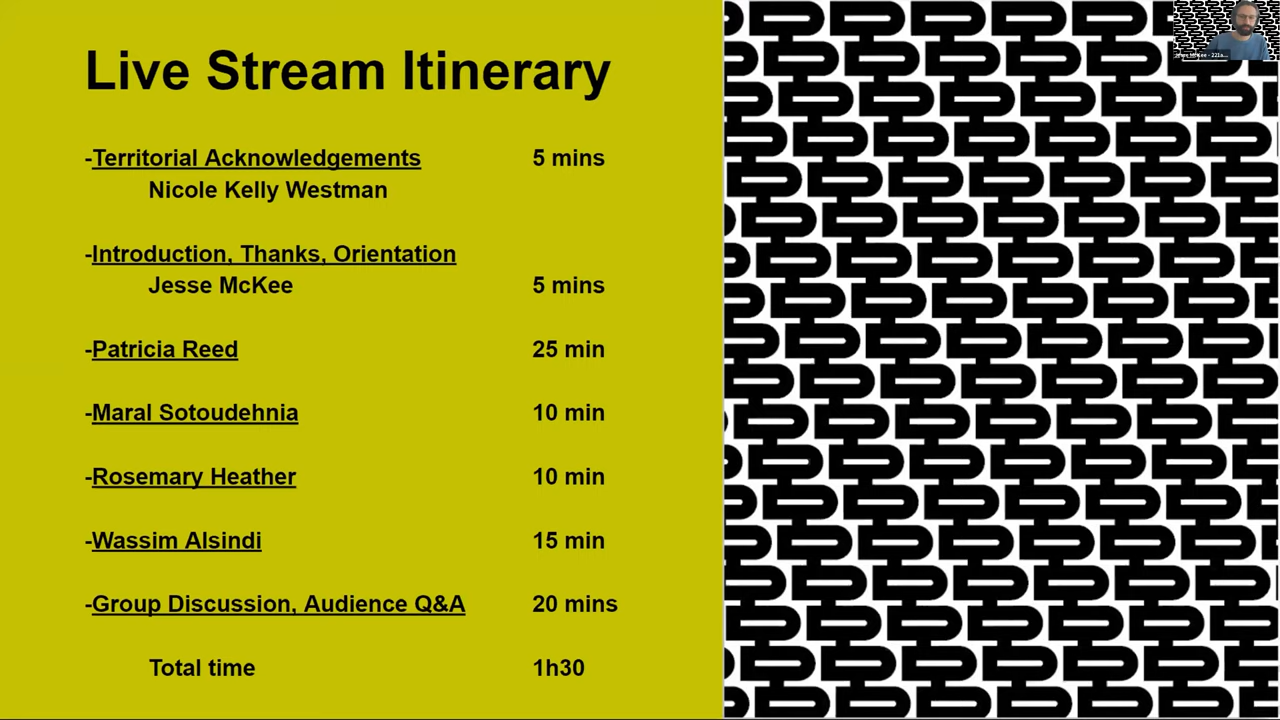 Live Stream Itinerary
-Territorial Acknowledgements 5 mins
Nicole Kelly Westman
-Introduction, Thanks, Orientation
Jesse McKee 5 mins
-Patricia Reed 25 min
-Maral Sotoudehnia 10 min
-Rosemary Heather 10 min
-Wassim Alsindi 15 min
-Group Discussion, Audience Q&A 20 mins
Total time 1h30